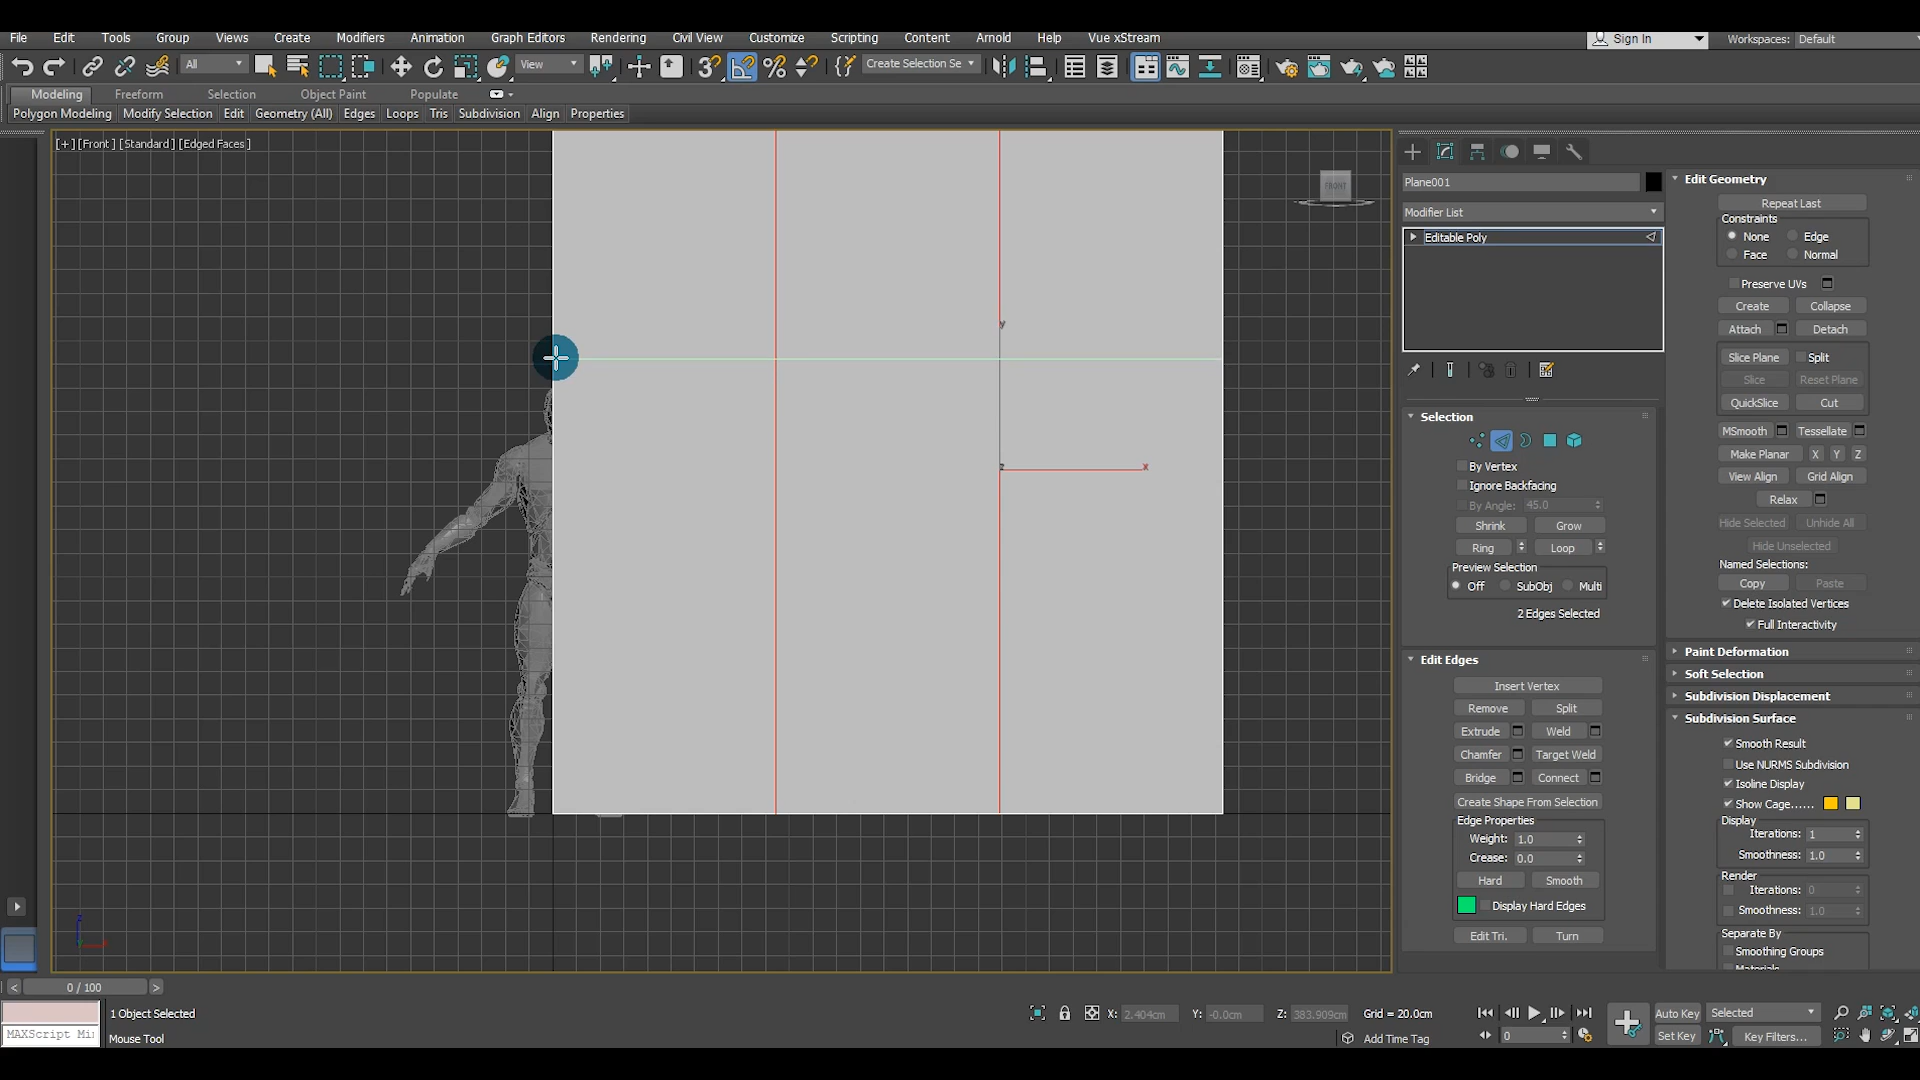 File Edit Tools Group Views Create Modifiers Animation Graph Editors Rendering Civil View Customize Scripting Content Arnold Help Vue xStream Sign In Workspaces: Default
All View 3 Create Selection Se
Modeling Freeform Selection Object Paint Populate
Polygon Modeling Modify Selection Edit Geometry (All) Edges Loops Tris Subdivision Align Properties
[+] [Front] [Standard] [Edged Faces]
FRONT
y
x
z
z
Plane001
Modifier List
Editable Poly
Selection
By Vertex
Ignore Backfacing
By Angle: 45.0
Shrink Grow
Ring Loop
Preview Selection
Off SubObj Multi
2 Edges Selected
Edit Edges
Insert Vertex
Remove Split
Extrude Weld
Chamfer Target Weld
Bridge Connect
Create Shape From Selection
Edge Properties
Weight: 1.0
Crease: 0.0
Hard Smooth
Display Hard Edges
Edit Tri. Turn
Edit Geometry
Repeat Last
Constraints
None Edge
Face Normal
Preserve UVs
Create Collapse
Attach Detach
Slice Plane Split
Slice Reset Plane
QuickSlice Cut
MSmooth Tessellate
Make Planar X Y Z
View Align Grid Align
Relax
Hide Selected Unhide All
Hide Unselected
Named Selections:
Copy Paste
Delete Isolated Vertices
Full Interactivity
Paint Deformation
Soft Selection
Subdivision Displacement
Subdivision Surface
Smooth Result
Use NURMS Subdivision
Isoline Display
Show Cage......
Display
Iterations: 1
Smoothness: 1.0
Render
Iterations: 0
Smoothness: 1.0
Separate By
Smoothing Groups
Materials
< 0 / 100 >
1 Object Selected X: 2.404cm Y: -0.0cm Z: 383.909cm Grid = 20.0cm Auto Key Selected
MAXScript Mi Mouse Tool Add Time Tag 0 Set Key Key Filters...